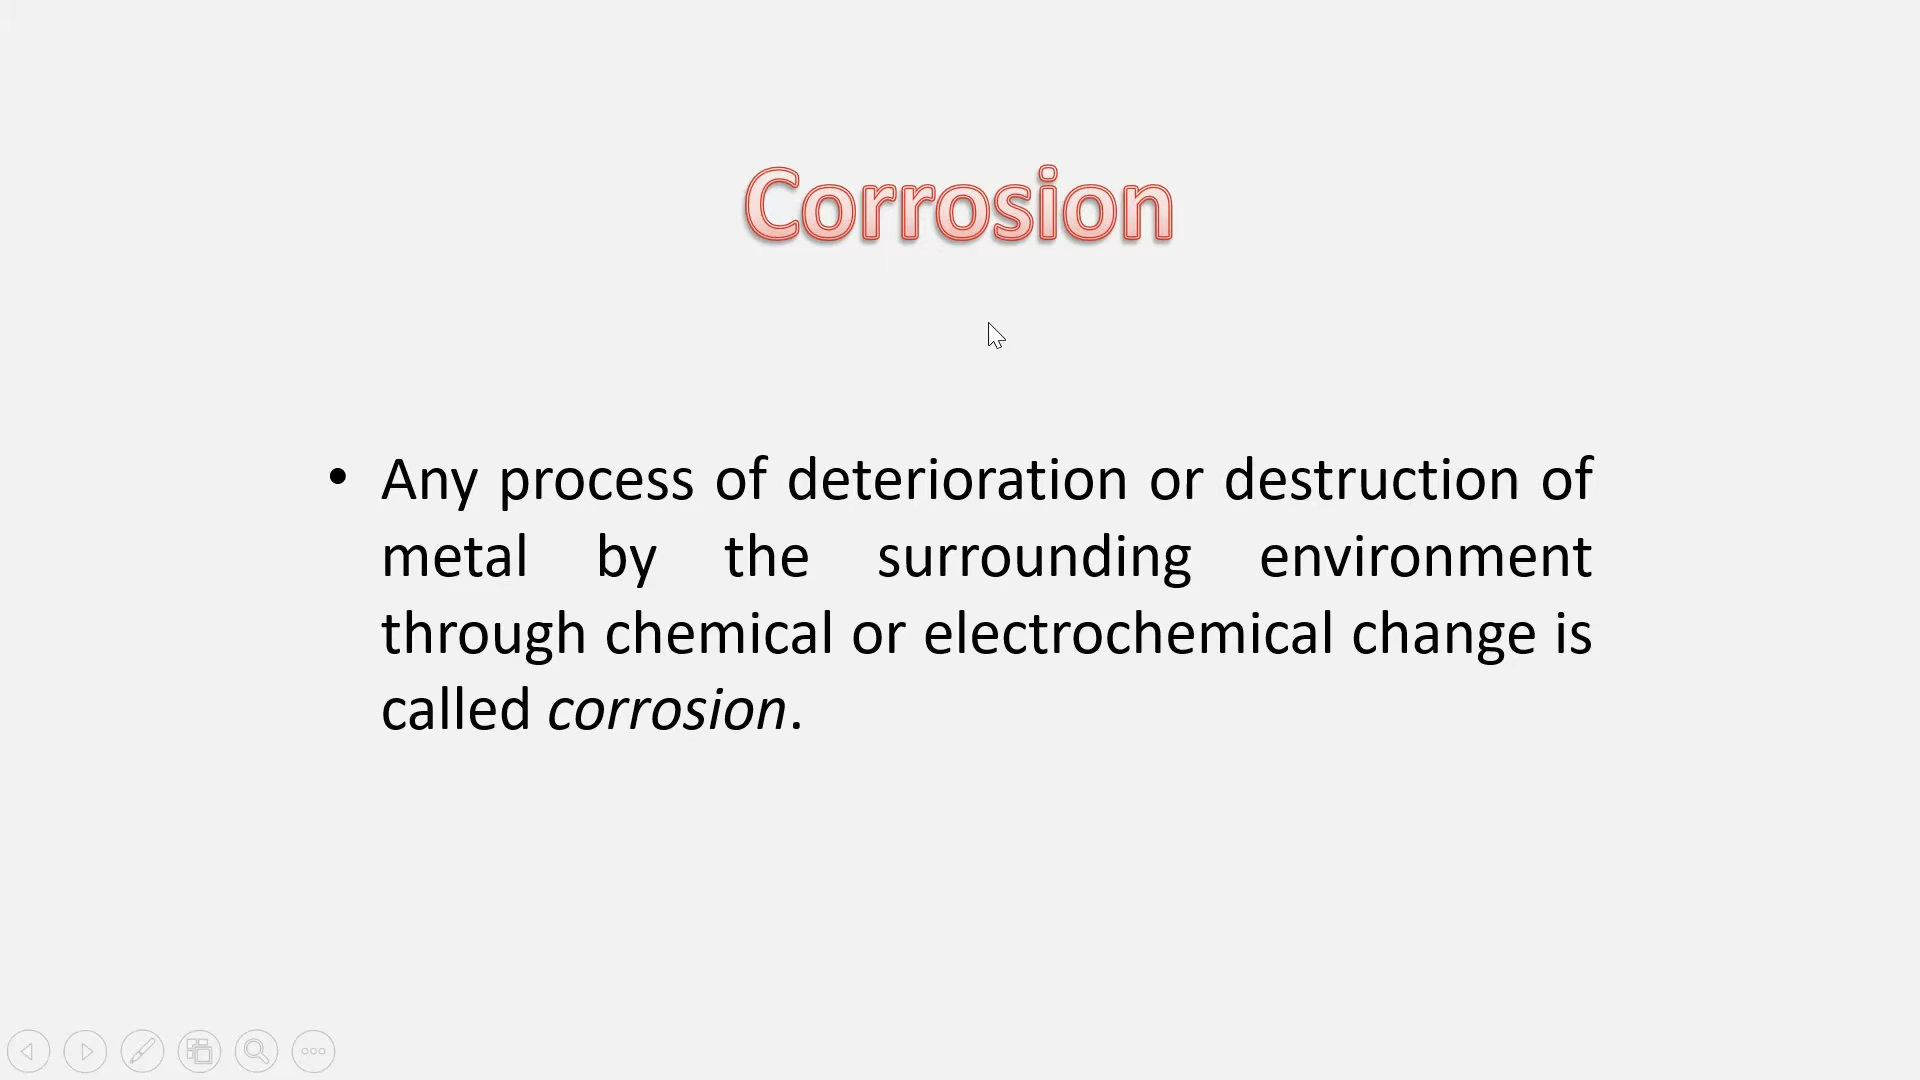 Corrosion
• Any process of deterioration or destruction of
metal by the surrounding environment
through chemical or electrochemical change is
called corrosion.